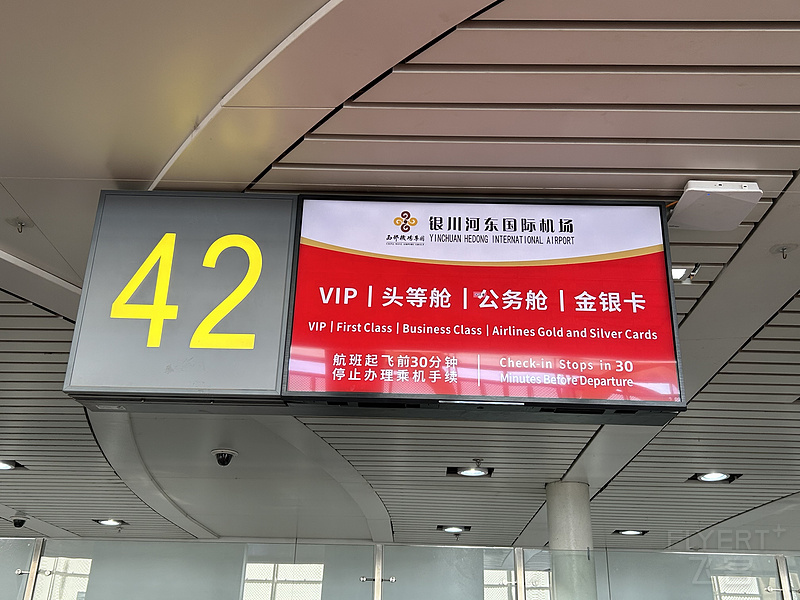 42
银川河东国际机场
YINCHUAN HEDONG INTERNATIONAL AIRPORT
VIP | 头等舱 | 公务舱 | 金银卡
VIP | First Class | Business Class | Airlines Gold and Silver Cards
航班起飞前30分钟
停止办理乘机手续
Check-in Stops in 30
Minutes Before Departure
FLYERT+